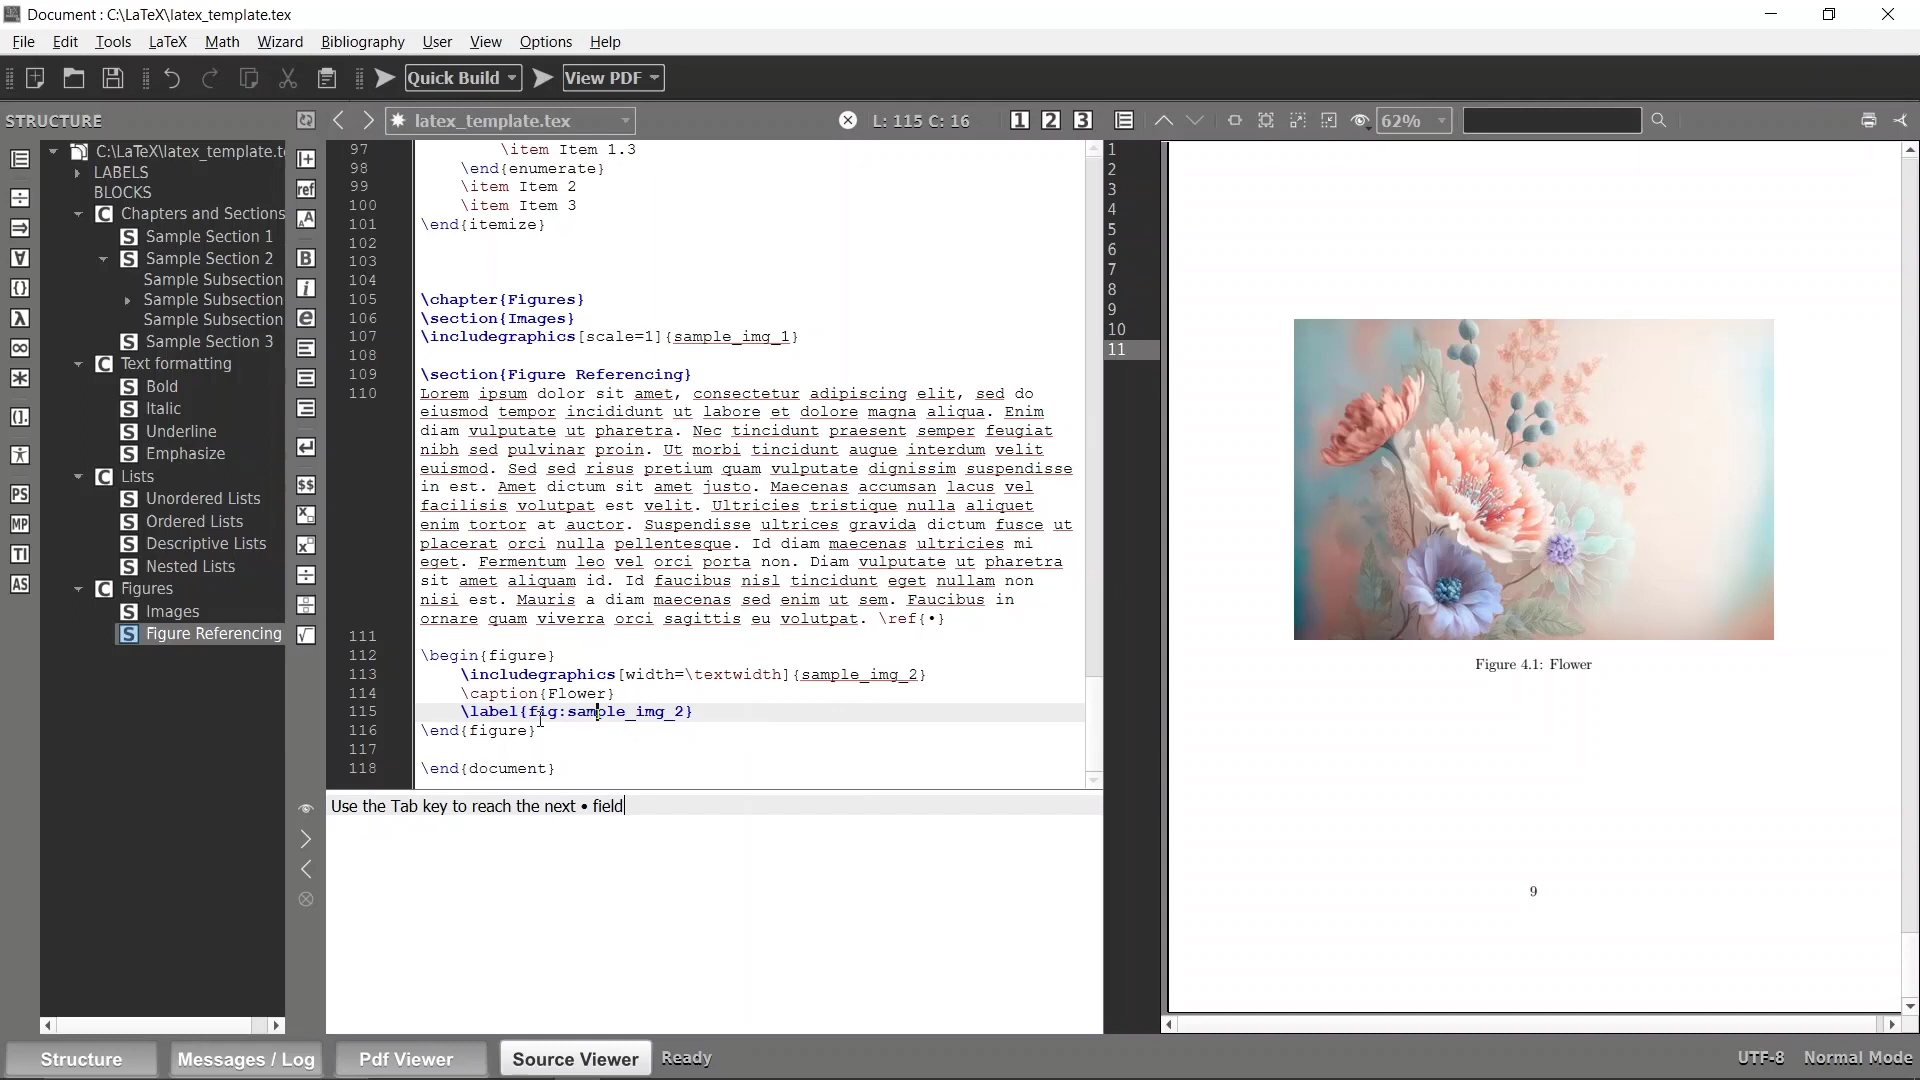 Document : C:\LaTeX\latex_template.tex
File Edit Tools LaTeX Math Wizard Bibliography User View Options Help
Quick Build View PDF
STRUCTURE
latex_template.tex L: 115 C: 16 1 2 3 62%
C:\LaTeX\latex_template.t
LABELS
BLOCKS
Chapters and Sections
Sample Section 1
Sample Section 2
Sample Subsection
Sample Subsection
Sample Subsection
Sample Section 3
Text formatting
Bold
Italic
Underline
Emphasize
Lists
Unordered Lists
Ordered Lists
Descriptive Lists
Nested Lists
Figures
Images
Figure Referencing
97 \item Item 1.3
98 \end{enumerate}
99 \item Item 2
100 \item Item 3
101 \end{itemize}
102
103
104
105 \chapter{Figures}
106 \section{Images}
107 \includegraphics[scale=1]{sample_img_1}
108
109 \section{Figure Referencing}
110 Lorem ipsum dolor sit amet, consectetur adipiscing elit, sed do
eiusmod tempor incididunt ut labore et dolore magna aliqua. Enim
diam vulputate ut pharetra. Nec tincidunt praesent semper feugiat
nibh sed pulvinar proin. Ut morbi tincidunt augue interdum velit
euismod. Sed sed risus pretium quam vulputate dignissim suspendisse
in est. Amet dictum sit amet justo. Maecenas accumsan lacus vel
facilisis volutpat est velit. Ultricies tristique nulla aliquet
enim tortor at auctor. Suspendisse ultrices gravida dictum fusce ut
placerat orci nulla pellentesque. Id diam maecenas ultricies mi
eget. Fermentum leo vel orci porta non. Diam vulputate ut pharetra
sit amet aliquam id. Id faucibus nisl tincidunt eget nullam non
nisi est. Mauris a diam maecenas sed enim ut sem. Faucibus in
ornare quam viverra orci sagittis eu volutpat. \ref{•}
111
112 \begin{figure}
113 \includegraphics[width=\textwidth]{sample_img_2}
114 \caption{Flower}
115 \label{fig:sample_img_2}
116 \end{figure}
117
118 \end{document}
Use the Tab key to reach the next • field
1
2
3
4
5
6
7
8
9
10
11
Figure 4.1: Flower
9
PS
MP
TI
AS
ref
B
i
e
$$
Structure Messages / Log Pdf Viewer Source Viewer Ready UTF-8 Normal Mode